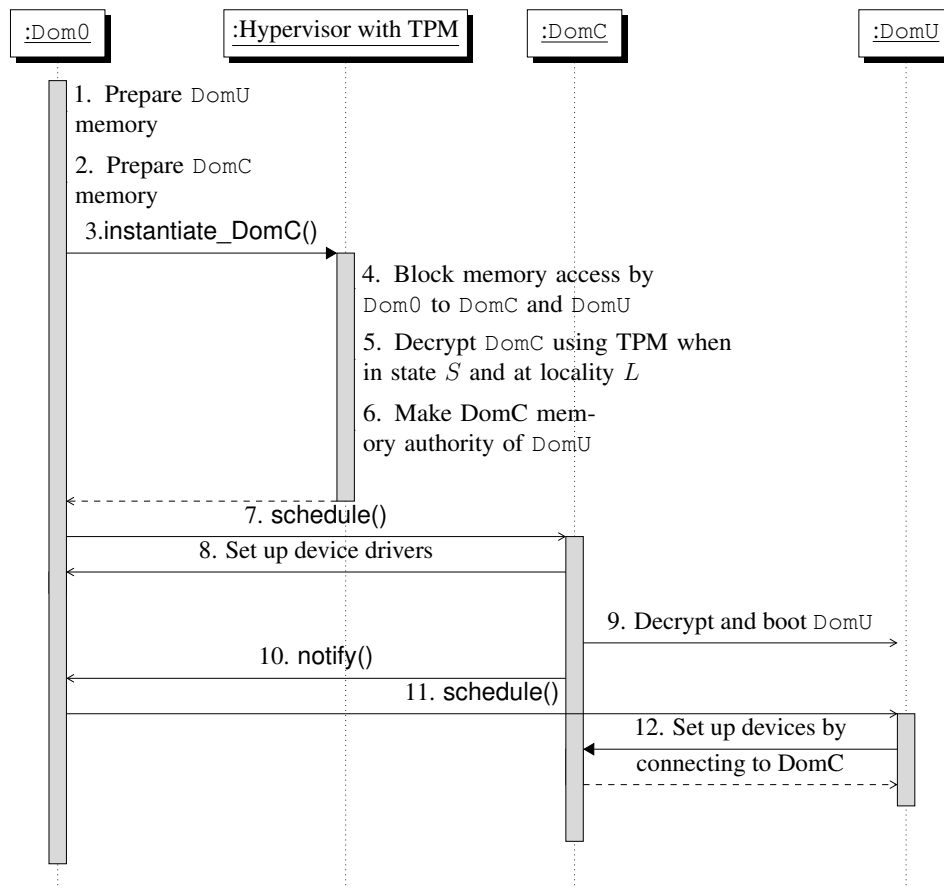 :Dom0
:Hypervisor with TPM
:DomC
:DomU
1. Prepare DomU
memory
2. Prepare DomC
memory
3.instantiate_DomC()
4. Block memory access by
Dom0 to DomC and DomU
5. Decrypt DomC using TPM when
in state S and at locality L
6. Make DomC mem-
ory authority of DomU
7. schedule()
8. Set up device drivers
9. Decrypt and boot DomU
10. notify()
11. schedule()
12. Set up devices by
connecting to DomC